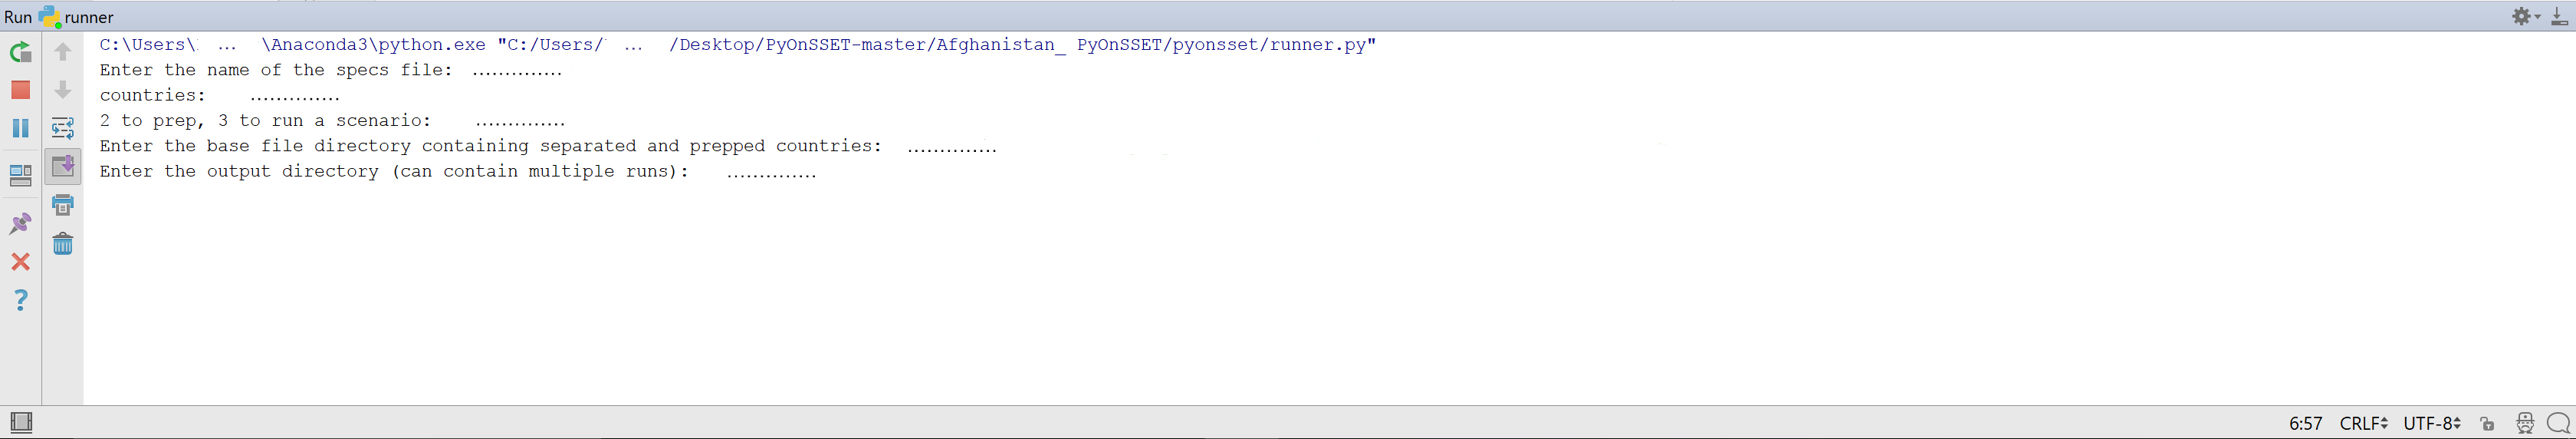 Run runner
C:\Users\ ... \Anaconda3\python.exe "C:/Users/ ... /Desktop/PyOnSSET-master/Afghanistan_ PyOnSSET/pyonsset/runner.py"
Enter the name of the specs file: ..............
countries: ..............
2 to prep, 3 to run a scenario: ..............
Enter the base file directory containing separated and prepped countries: ..............
Enter the output directory (can contain multiple runs): ..............
6:57 CRLF UTF-8